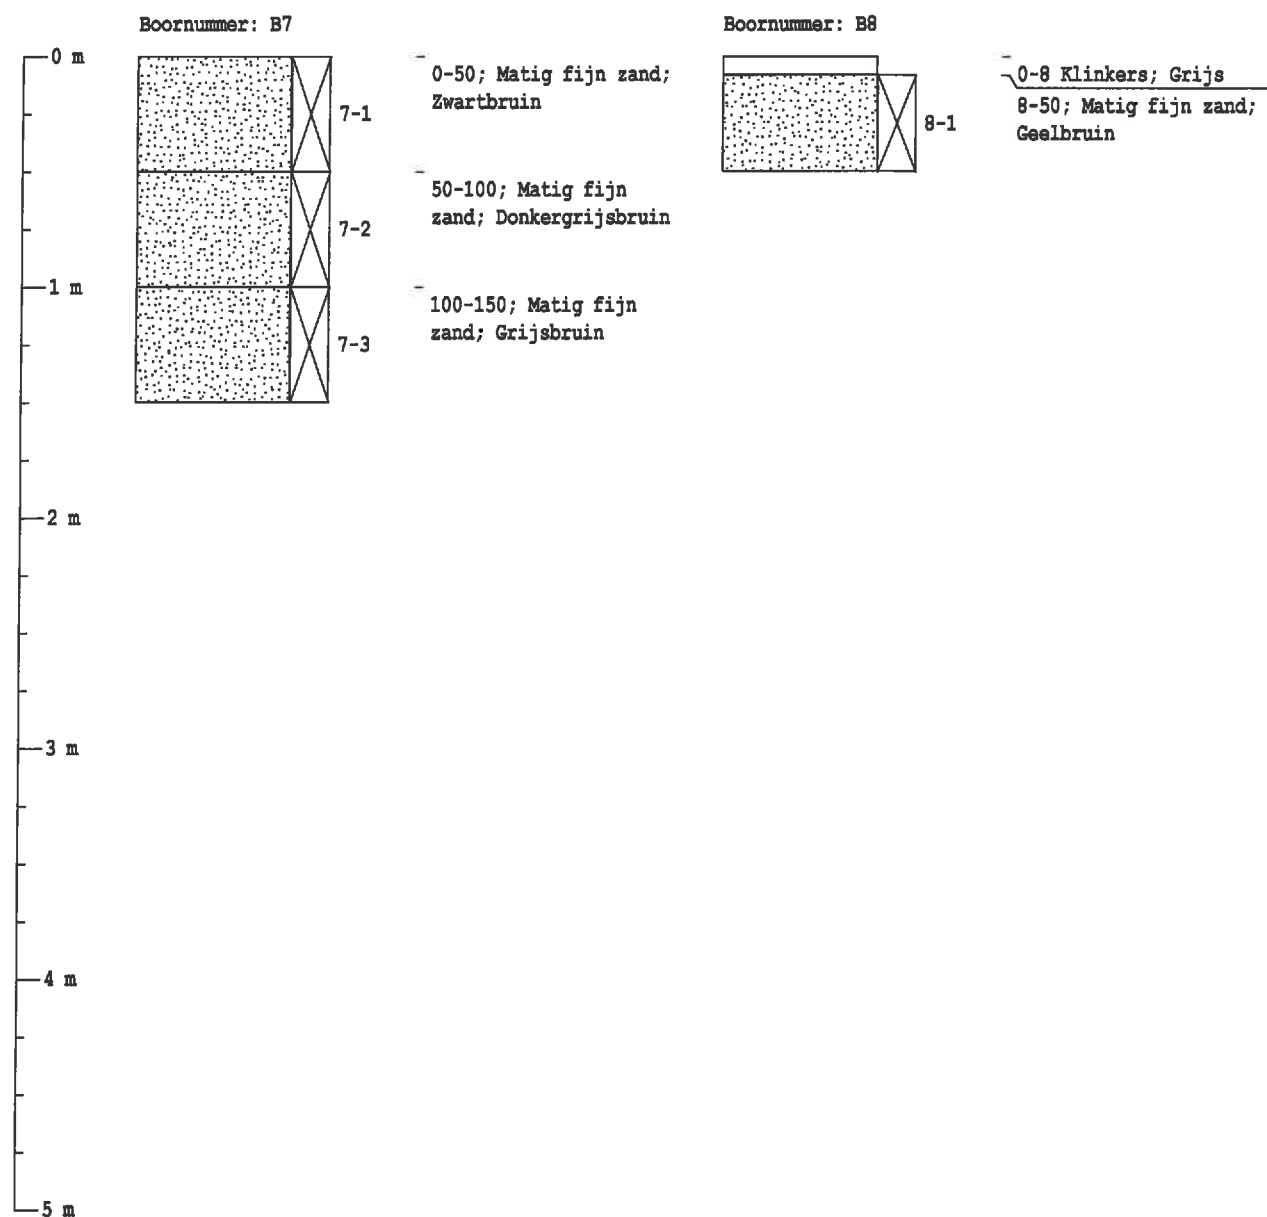 Boornummer: B7
0 m
1 m
2 m
3 m
4 m
5 m
7-1
7-2
7-3
0-50; Matig fijn zand;
Zwartbruin
50-100; Matig fijn
zand; Donkergrijsbruin
100-150; Matig fijn
zand; Grijsbruin
Boornummer: B8
8-1
0-8 Klinkers; Grijs
8-50; Matig fijn zand;
Geelbruin